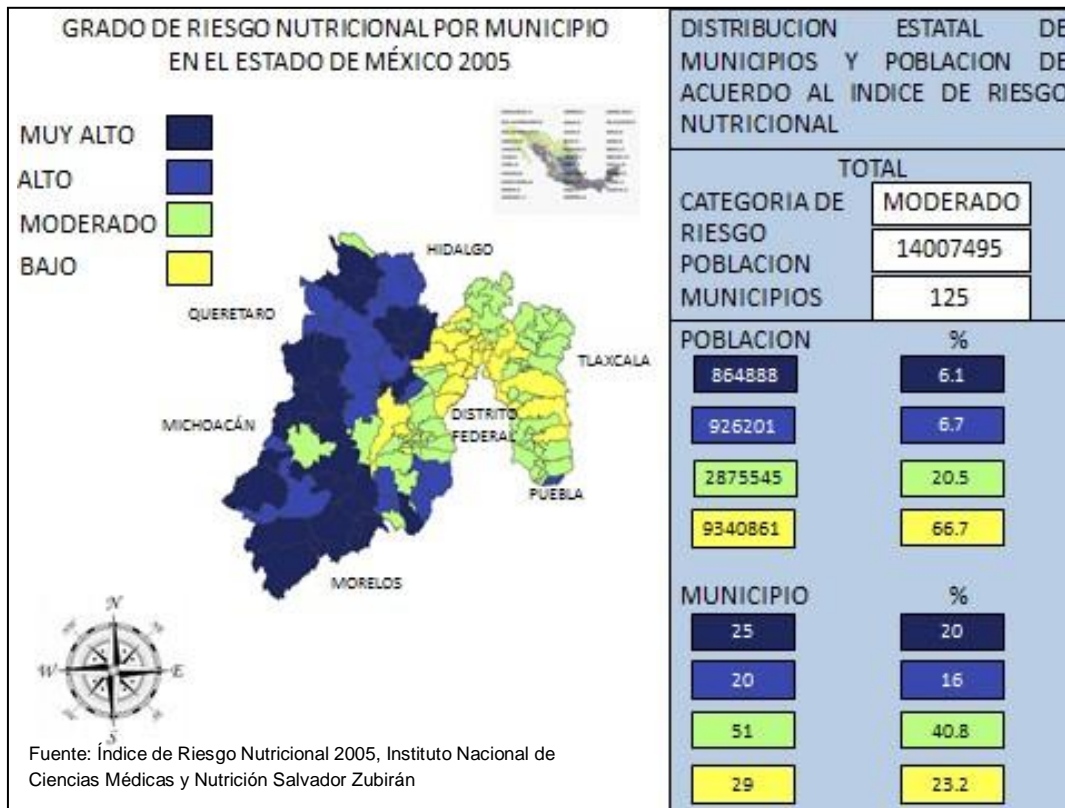 GRADO DE RIESGO NUTRICIONAL POR MUNICIPIO
EN EL ESTADO DE MÉXICO 2005
MUY ALTO
ALTO
MODERADO
BAJO
HIDALGO
QUERETARO
TLAXCALA
MICHOACÁN
DISTRITO
FEDERAL
PUEBLA
MORELOS
N
W
E
S
Fuente: Índice de Riesgo Nutricional 2005, Instituto Nacional de
Ciencias Médicas y Nutrición Salvador Zubirán
DISTRIBUCION ESTATAL DE
MUNICIPIOS Y POBLACION DE
ACUERDO AL INDICE DE RIESGO
NUTRICIONAL
TOTAL
CATEGORIA DE MODERADO
RIESGO
POBLACION 14007495
MUNICIPIOS 125
POBLACION %
864888 6.1
926201 6.7
2875545 20.5
9340861 66.7
MUNICIPIO %
25 20
20 16
51 40.8
29 23.2